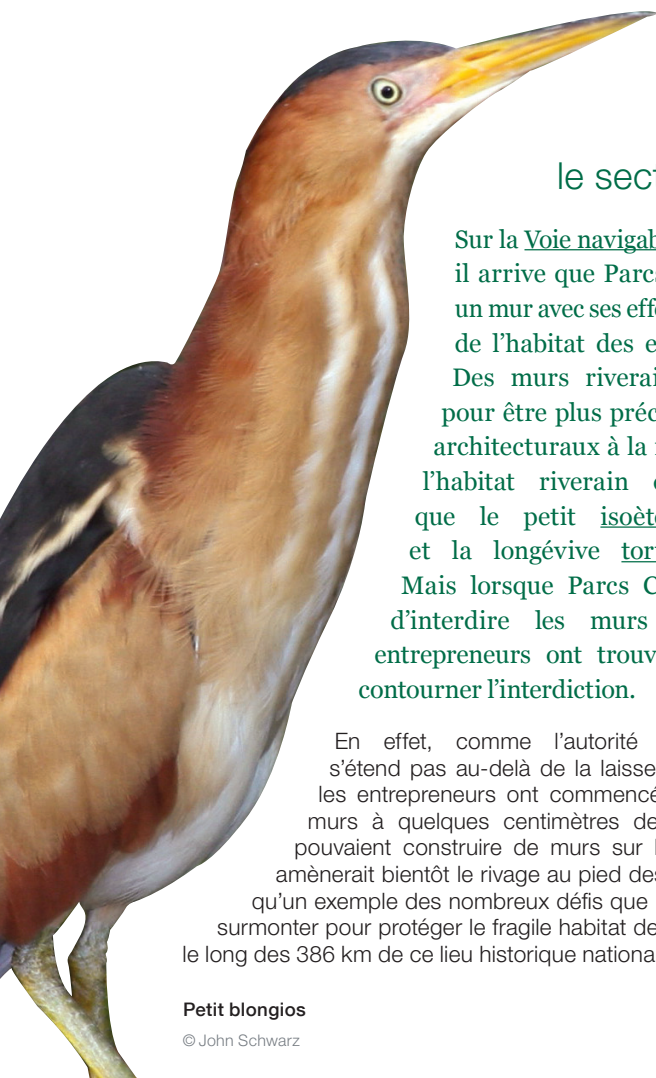 le sect
Sur la Voie navigab
il arrive que Parcs
un mur avec ses effo
de l'habitat des e
Des murs riverai
pour être plus préc
architecturaux à la
l'habitat riverain
que le petit isoète
et la longévive tort
Mais lorsque Parcs C
d'interdire les murs
entrepreneurs ont trouv
contourner l'interdiction.
En effet, comme l'autorité
s'étend pas au-delà de la laisse
les entrepreneurs ont commencé
murs à quelques centimètres de
pouvaient construire de murs sur l
amènerait bientôt le rivage au pied des
qu'un exemple des nombreux défis que
surmonter pour protéger le fragile habitat de
le long des 386 km de ce lieu historique nationa
Petit blongios
© John Schwarz